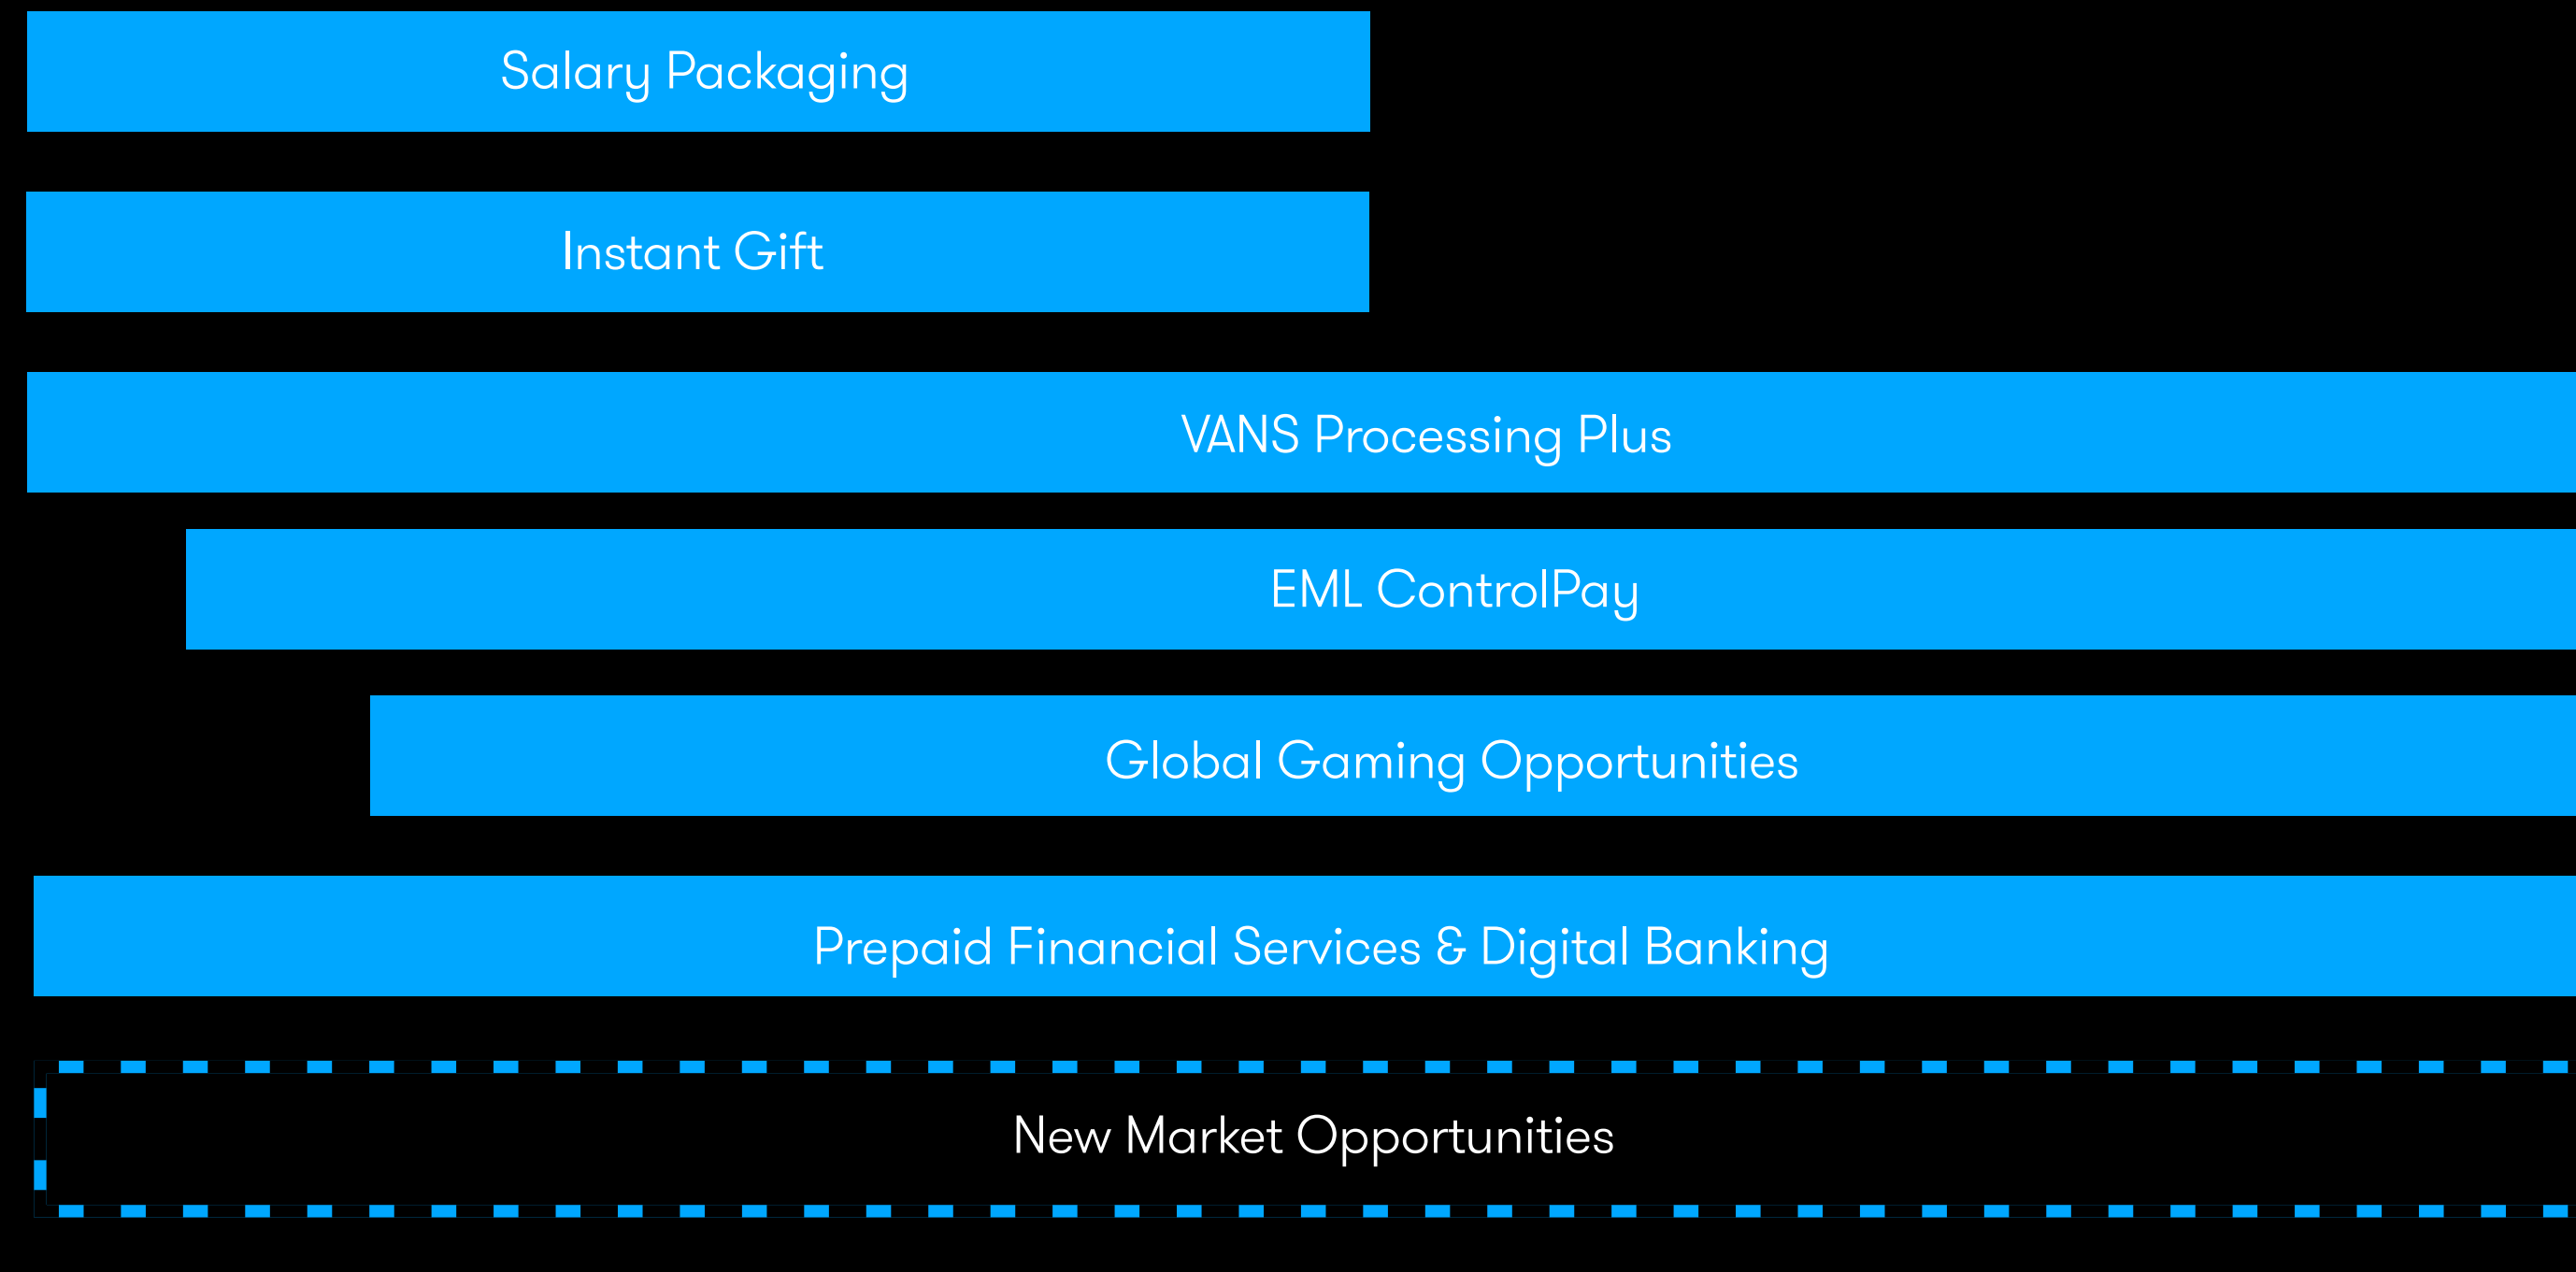 Salary Packaging
Instant Gift
VANS Processing Plus
EML ControlPay
Global Gaming Opportunities
Prepaid Financial Services & Digital Banking
New Market Opportunities